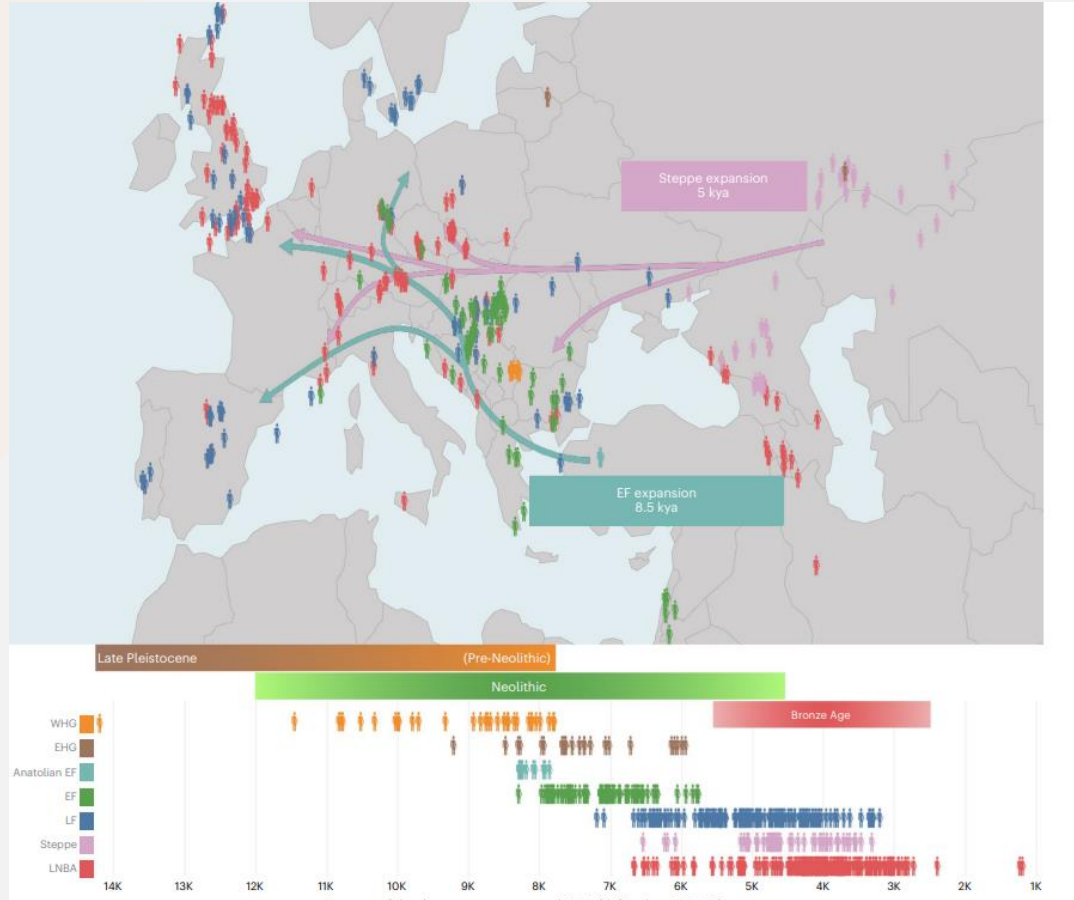 Steppe expansion
5 kya
EF expansion
8.5 kya
Late Pleistocene (Pre-Neolithic)
Neolithic
Bronze Age
WHG
EHG
Anatolian EF
EF
LF
Steppe
LNBA
14K 13K 12K 11K 10K 9K 8K 7K 6K 5K 4K 3K 2K 1K